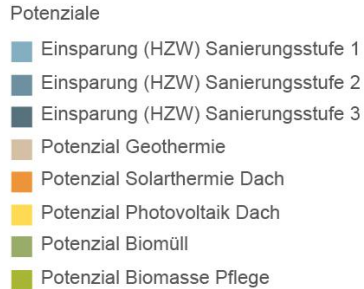 Potenziale
Einsparung (HZW) Sanierungsstufe 1
Einsparung (HZW) Sanierungsstufe 2
Einsparung (HZW) Sanierungsstufe 3
Potenzial Geothermie
Potenzial Solarthermie Dach
Potenzial Photovoltaik Dach
Potenzial Biomüll
Potenzial Biomasse Pflege